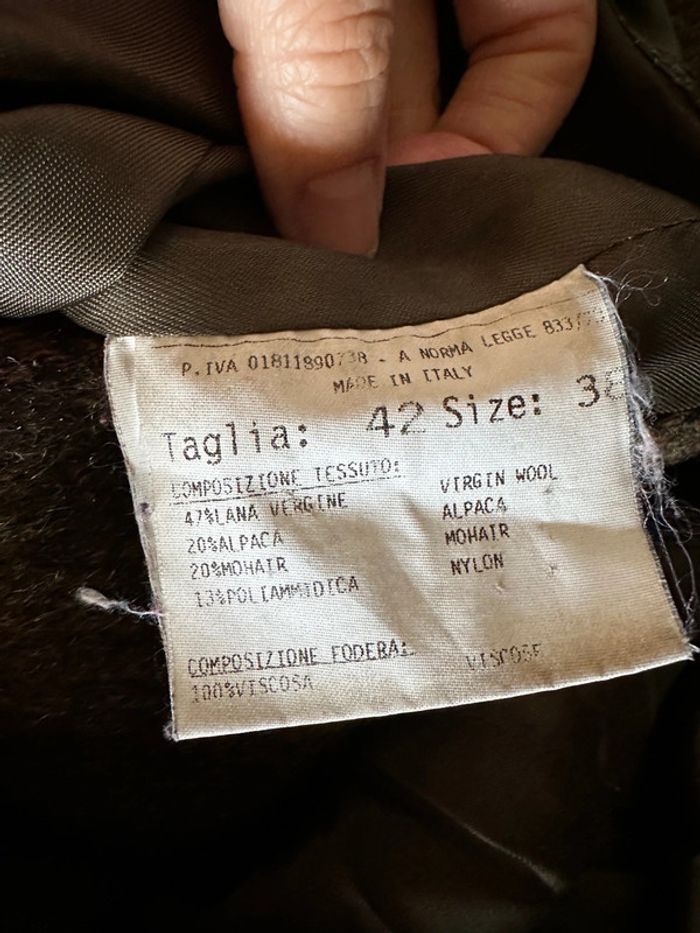 P.IVA 01811890738 - A NORMA LEGGE 833/
MADE IN ITALY
Taglia: 42 Size: 38
COMPOSIZIONE TESSUTO:
47%LANA VERGINE VIRGIN WOOL
20%ALPACA ALPACA
20%MOHAIR MOHAIR
13%POLIAMMIDICA NYLON
COMPOSIZIONE FODERA:
100%VISCOSA VISCOSE